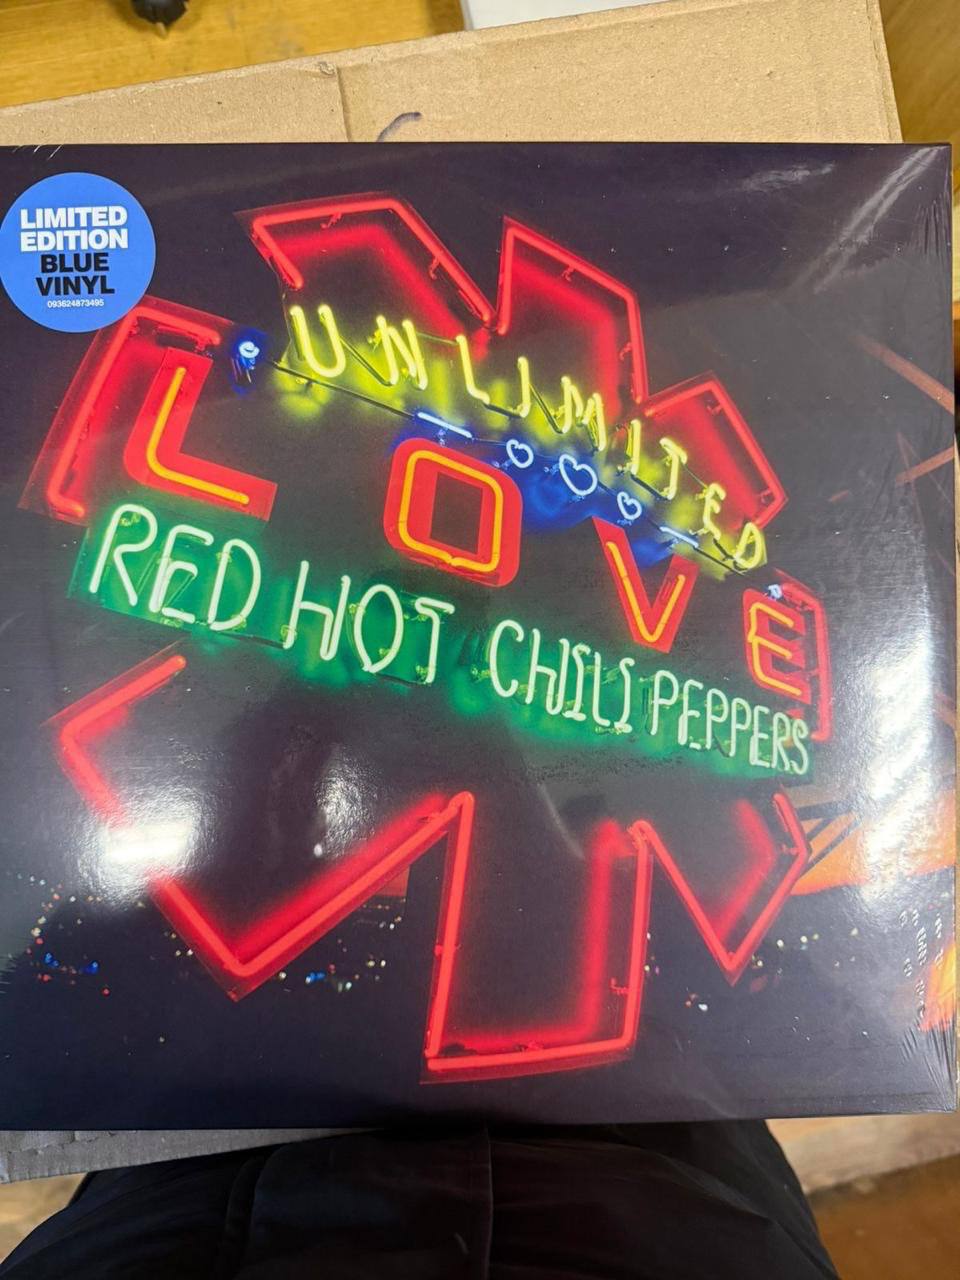 LIMITED
EDITION
BLUE
VINYL
093624873495
UNLIMITED
LOVE
RED HOT CHILI PEPPERS